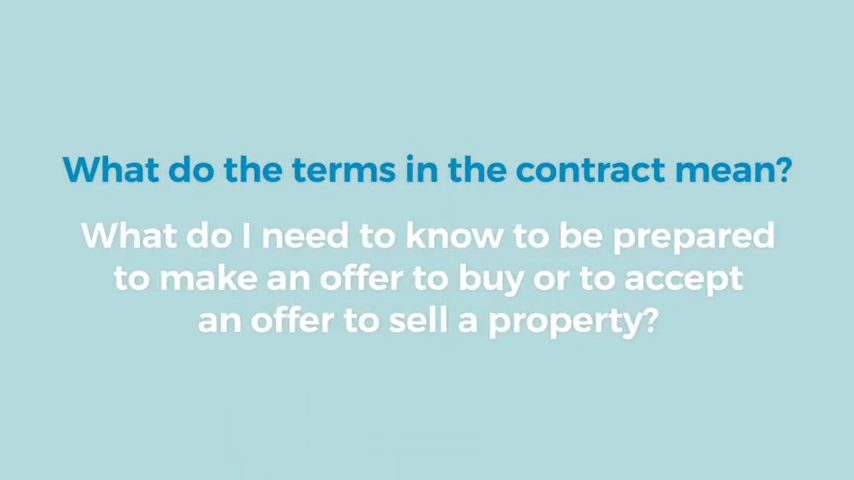 What do the terms in the contract mean?
What do I need to know to be prepared
to make an offer to buy or to accept
an offer to sell a property?